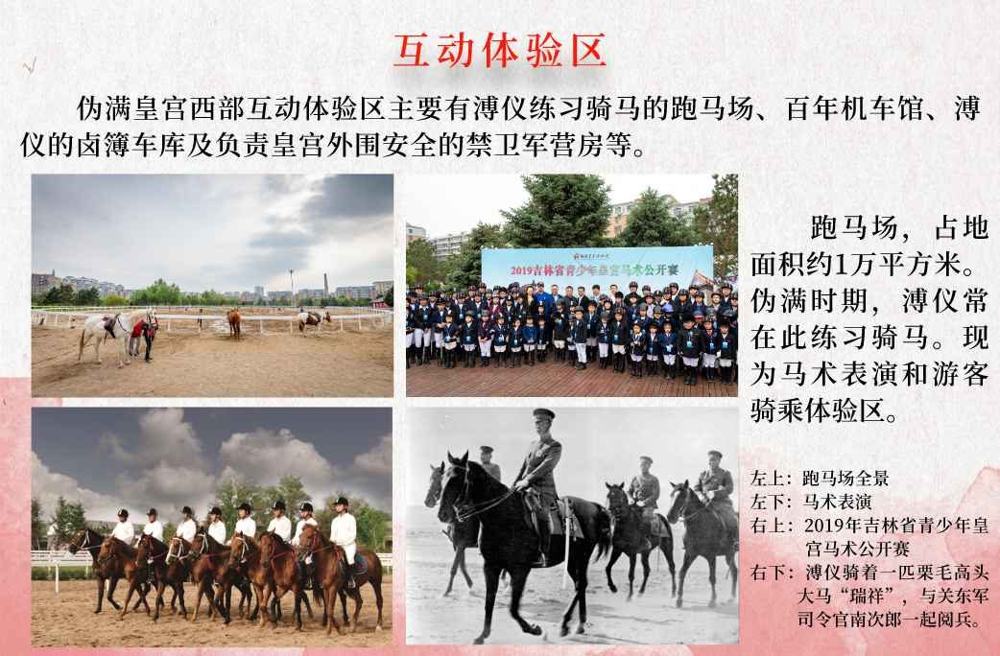 互动体验区
伪满皇宫西部互动体验区主要有溥仪练习骑马的跑马场、百年机车馆、溥
仪的卤簿车库及负责皇宫外围安全的禁卫军营房等。
2019吉林省青少年皇宫马术公开赛
跑马场，占地
面积约1万平方米。
伪满时期，溥仪常
在此练习骑马。现
为马术表演和游客
骑乘体验区。
左上：跑马场全景
左下：马术表演
右上：2019年吉林省青少年皇
宫马术公开赛
右下：溥仪骑着一匹栗毛高头
大马“瑞祥”，与关东军
司令官南次郎一起阅兵。